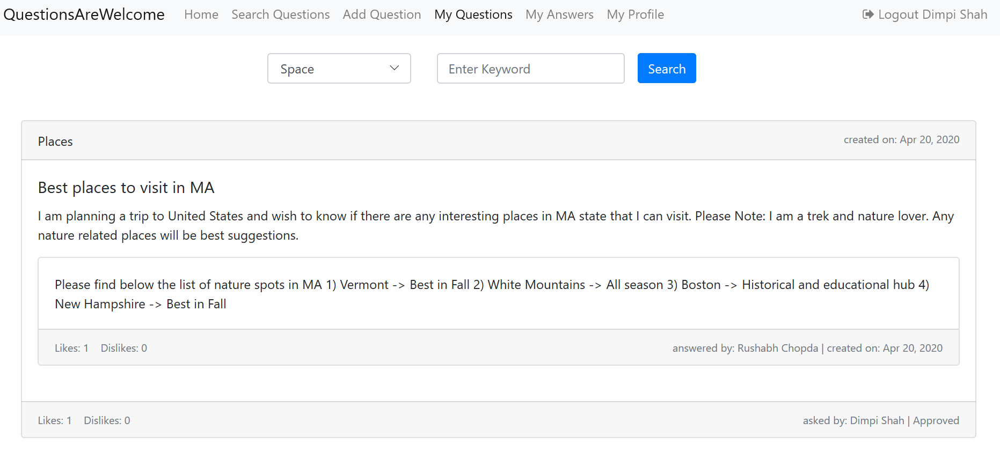 QuestionsAreWelcome Home Search Questions Add Question My Questions My Answers My Profile Logout Dimpi Shah
Space Enter Keyword Search
Places created on: Apr 20, 2020
Best places to visit in MA
I am planning a trip to United States and wish to know if there are any interesting places in MA state that I can visit. Please Note: I am a trek and nature lover. Any
nature related places will be best suggestions.
Please find below the list of nature spots in MA 1) Vermont -> Best in Fall 2) White Mountains -> All season 3) Boston -> Historical and educational hub 4)
New Hampshire -> Best in Fall
Likes: 1 Dislikes: 0 answered by: Rushabh Chopda | created on: Apr 20, 2020
Likes: 1 Dislikes: 0 asked by: Dimpi Shah | Approved